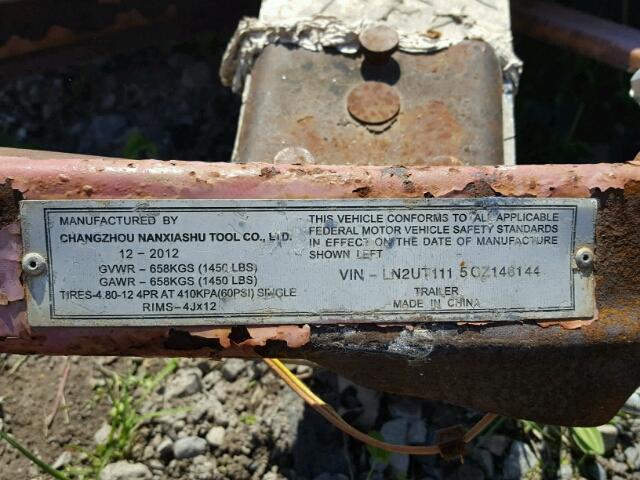 MANUFACTURED BY
CHANGZHOU NANXIASHU TOOL CO., LTD.
12 - 2012
GVWR - 658KGS (1450 LBS)
GAWR - 658KGS (1450 LBS)
TIRES-4.80-12 4PR AT 410KPA(60PSI) SINGLE
RIMS-4Jx12
THIS VEHICLE CONFORMS TO ALL APPLICABLE
FEDERAL MOTOR VEHICLE SAFETY STANDARDS
IN EFFECT ON THE DATE OF MANUFACTURE
SHOWN LEFT
VIN - LN2UT111 5CZ146144
TRAILER
MADE IN CHINA